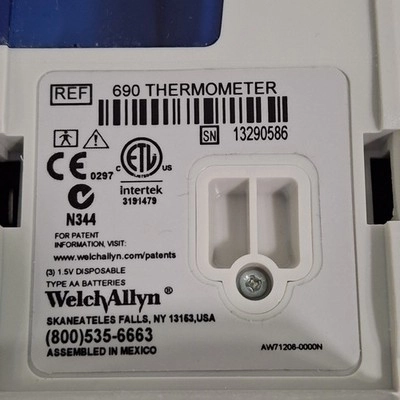 REF 690 THERMOMETER
SN 13290586
CE 0297
C ETL US
Intertek
3191479
N344
FOR PATENT
INFORMATION, VISIT:
www.welchallyn.com/patents
(3) 1.5V DISPOSABLE
TYPE AA BATTERIES
WelchAllyn®
SKANEATELES FALLS, NY 13153,USA
(800)535-6663
ASSEMBLED IN MEXICO
AW71208-0000N